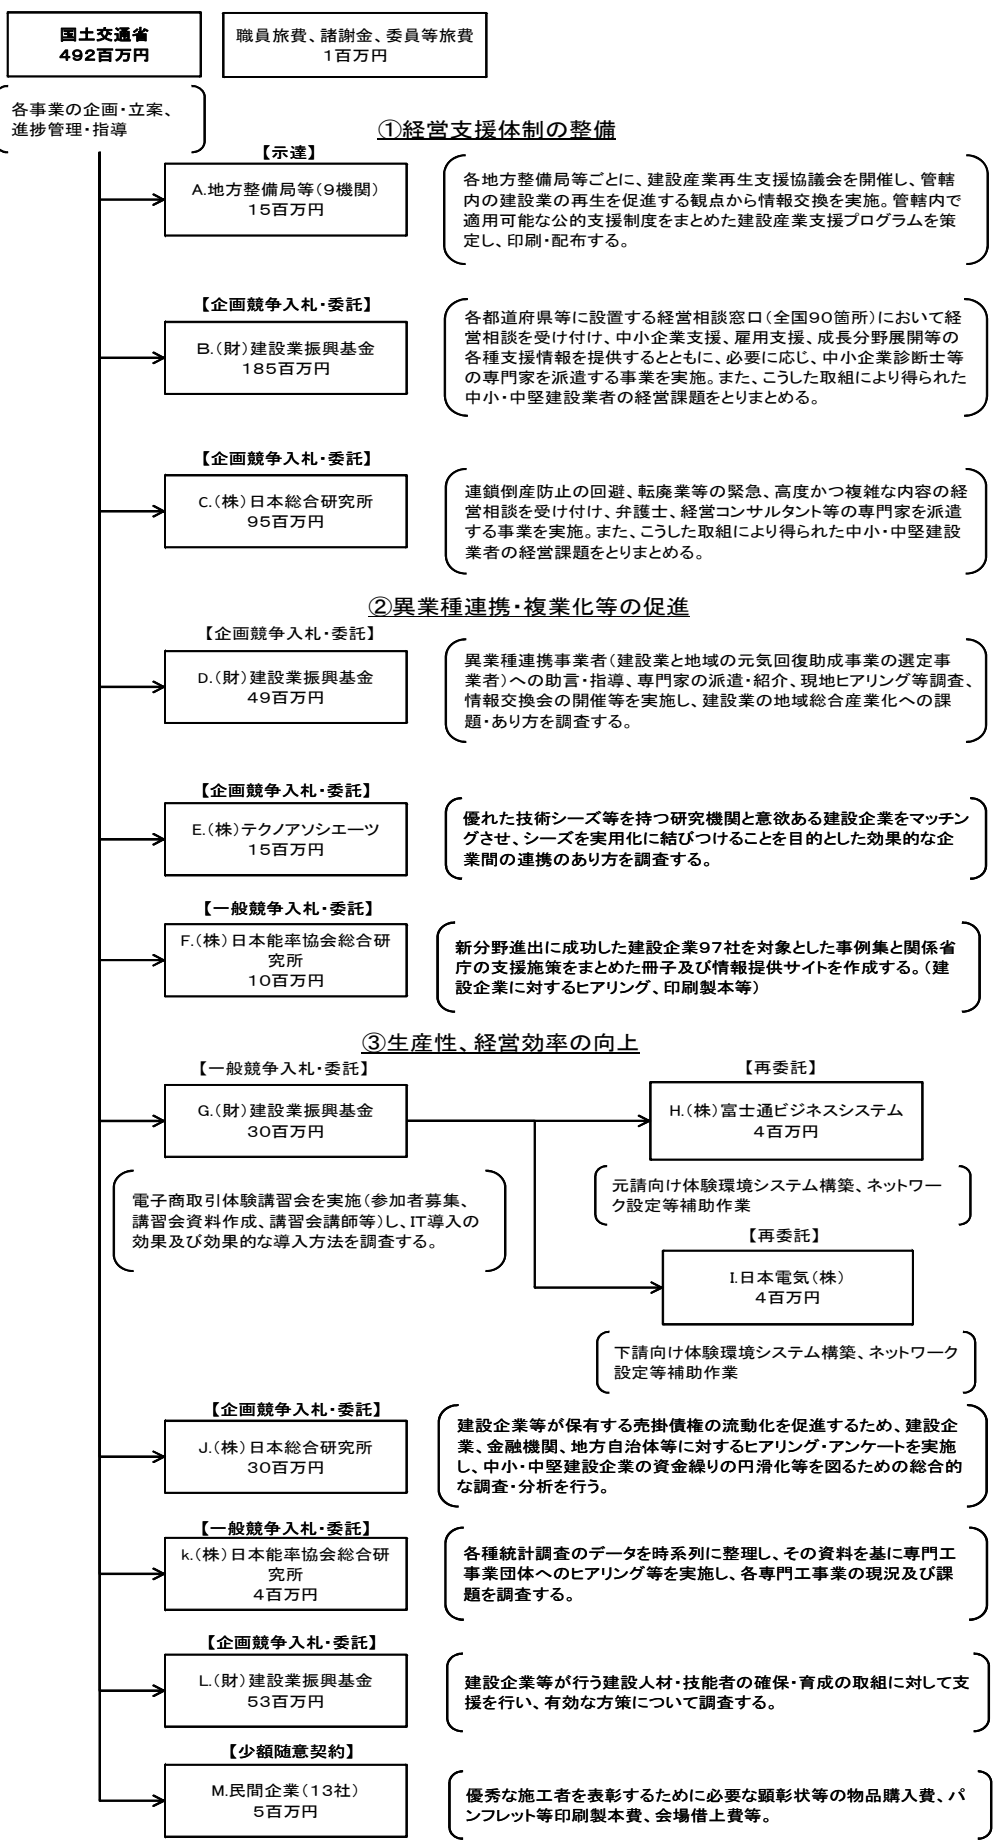 国土交通省
492百万円
職員旅費、諸謝金、委員等旅費
1百万円
各事業の企画・立案、
進捗管理・指導
①経営支援体制の整備
【示達】
A.地方整備局等(9機関)
15百万円
各地方整備局等ごとに、建設産業再生支援協議会を開催し、管轄
内の建設業の再生を促進する観点から情報交換を実施。管轄内で
適用可能な公的支援制度をまとめた建設産業支援プログラムを策
定し、印刷・配布する。
【企画競争入札・委託】
B.(財)建設業振興基金
185百万円
各都道府県等に設置する経営相談窓口(全国90箇所)において経
営相談を受け付け、中小企業支援、雇用支援、成長分野展開等の
各種支援情報を提供するとともに、必要に応じ、中小企業診断士等
の専門家を派遣する事業を実施。また、こうした取組により得られた
中小・中堅建設業者の経営課題をとりまとめる。
【企画競争入札・委託】
C.(株)日本総合研究所
95百万円
連鎖倒産防止の回避、転廃業等の緊急、高度かつ複雑な内容の経
営相談を受け付け、弁護士、経営コンサルタント等の専門家を派遣
する事業を実施。また、こうした取組により得られた中小・中堅建設
業者の経営課題をとりまとめる。
②異業種連携・複業化等の促進
【企画競争入札・委託】
D.(財)建設業振興基金
49百万円
異業種連携事業者(建設業と地域の元気回復助成事業の選定事
業者)への助言・指導、専門家の派遣・紹介、現地ヒアリング等調査、
情報交換会の開催等を実施し、建設業の地域総合産業化への課
題・あり方を調査する。
【企画競争入札・委託】
E.(株)テクノアソシエーツ
15百万円
優れた技術シーズ等を持つ研究機関と意欲ある建設企業をマッチン
グさせ、シーズを実用化に結びつけることを目的とした効果的な企
業間の連携のあり方を調査する。
【一般競争入札・委託】
F.(株)日本能率協会総合研
究所
10百万円
新分野進出に成功した建設企業97社を対象とした事例集と関係省
庁の支援施策をまとめた冊子及び情報提供サイトを作成する。(建
設企業に対するヒアリング、印刷製本等)
③生産性、経営効率の向上
【一般競争入札・委託】
G.(財)建設業振興基金
30百万円
【再委託】
H.(株)富士通ビジネスシステム
4百万円
電子商取引体験講習会を実施(参加者募集、
講習会資料作成、講習会講師等)し、IT導入の
効果及び効果的な導入方法を調査する。
元請向け体験環境システム構築、ネットワー
ク設定等補助作業
【再委託】
I.日本電気(株)
4百万円
下請向け体験環境システム構築、ネットワーク
設定等補助作業
【企画競争入札・委託】
J.(株)日本総合研究所
30百万円
建設企業等が保有する売掛債権の流動化を促進するため、建設企
業、金融機関、地方自治体等に対するヒアリング・アンケートを実施
し、中小・中堅建設企業の資金繰りの円滑化等を図るための総合的
な調査・分析を行う。
【一般競争入札・委託】
k.(株)日本能率協会総合研
究所
4百万円
各種統計調査のデータを時系列に整理し、その資料を基に専門工
事業団体へのヒアリング等を実施し、各専門工事業の現況及び課
題を調査する。
【企画競争入札・委託】
L.(財)建設業振興基金
53百万円
建設企業等が行う建設人材・技能者の確保・育成の取組に対して支
援を行い、有効な方策について調査する。
【少額随意契約】
M.民間企業(13社)
5百万円
優秀な施工者を表彰するために必要な顕彰状等の物品購入費、パ
ンフレット等印刷製本費、会場借上費等。